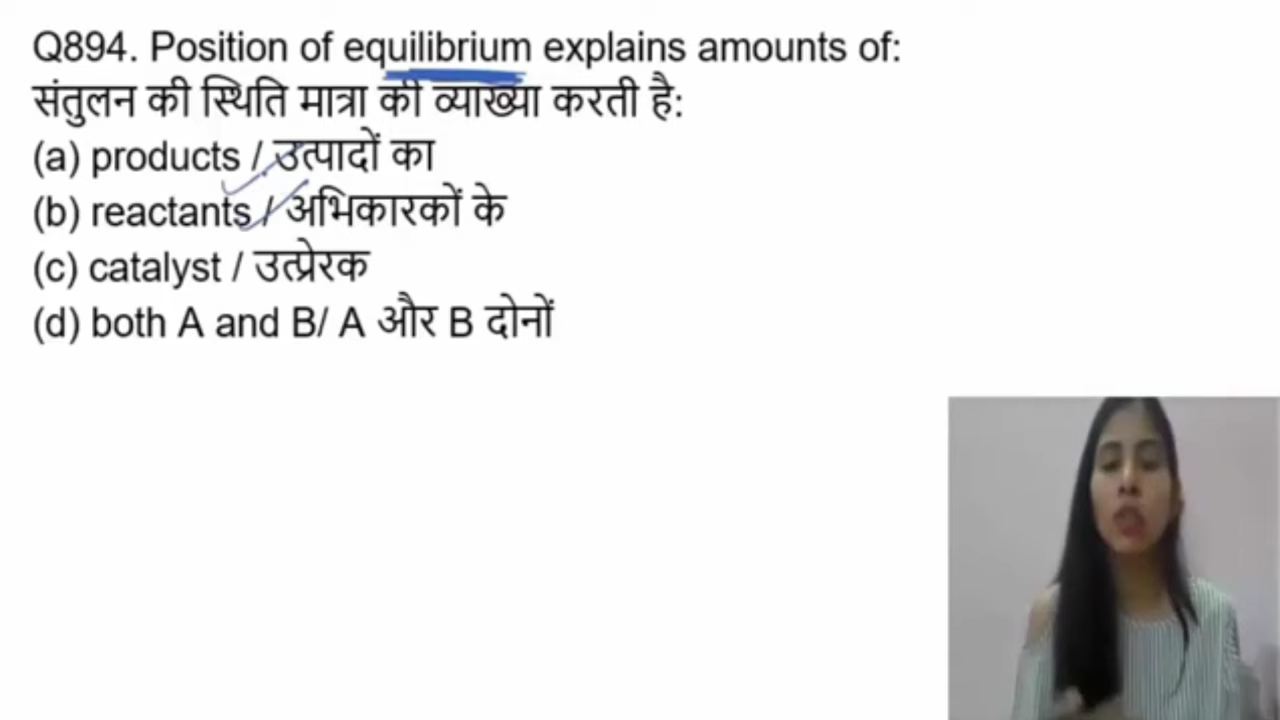 Q894. Position of equilibrium explains amounts of:
संतुलन की स्थिति मात्रा की व्याख्या करती है:
(a) products / उत्पादों का
(b) reactants / अभिकारकों के
(c) catalyst / उत्प्रेरक
(d) both A and B/ A और B दोनों